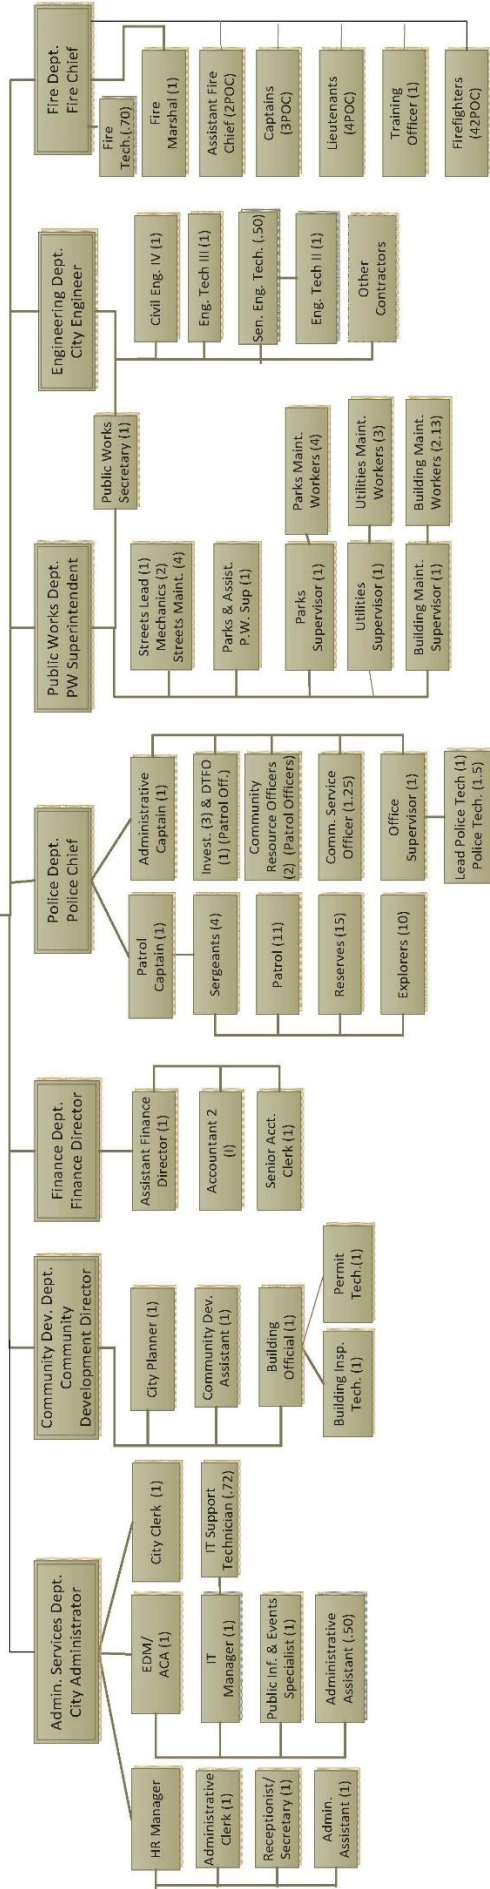 Admin. Services Dept.
City Administrator
HR Manager
Administrative
Clerk (1)
Receptionist/
Secretary (1)
Admin.
Assistant (1)
EDM/
ACA (1)
IT
Manager (1)
Public Inf. & Events
Specialist (1)
Administrative
Assistant (.50)
City Clerk (1)
IT Support
Technician (.72)
Community Dev. Dept.
Community
Development Director
City Planner (1)
Community Dev.
Assistant (1)
Building
Official (1)
Building Insp.
Tech. (1)
Permit
Tech.(1)
Finance Dept.
Finance Director
Assistant Finance
Director (1)
Accountant 2
(I)
Senior Acct.
Clerk (1)
Police Dept.
Police Chief
Patrol
Captain (1)
Sergeants (4)
Patrol (11)
Reserves (15)
Explorers (10)
Administrative
Captain (1)
Invest. (3) & DTFO
(1) (Patrol Off.)
Community
Resource Officers
(2) (Patrol Officers)
Comm. Service
Officer (1.25)
Office
Supervisor (1)
Lead Police Tech (1)
Police Tech. (1.5)
Public Works Dept.
PW Superintendent
Public Works
Secretary (1)
Streets Lead (1)
Mechanics (2)
Streets Maint. (4)
Parks & Assist.
P.W. Sup (1)
Parks
Supervisor (1)
Parks Maint.
Workers (4)
Utilities
Supervisor (1)
Utilities Maint.
Workers (3)
Building Maint.
Supervisor (1)
Building Maint.
Workers (2.13)
Engineering Dept.
City Engineer
Civil Eng. IV (1)
Eng. Tech III (1)
Sen. Eng. Tech. (.50)
Eng. Tech II (1)
Other
Contractors
Fire Dept.
Fire Chief
Fire
Tech.(.70)
Fire
Marshal (1)
Assistant Fire
Chief (2POC)
Captains
(3POC)
Lieutenants
(4POC)
Training
Officer (1)
Firefighters
(42POC)